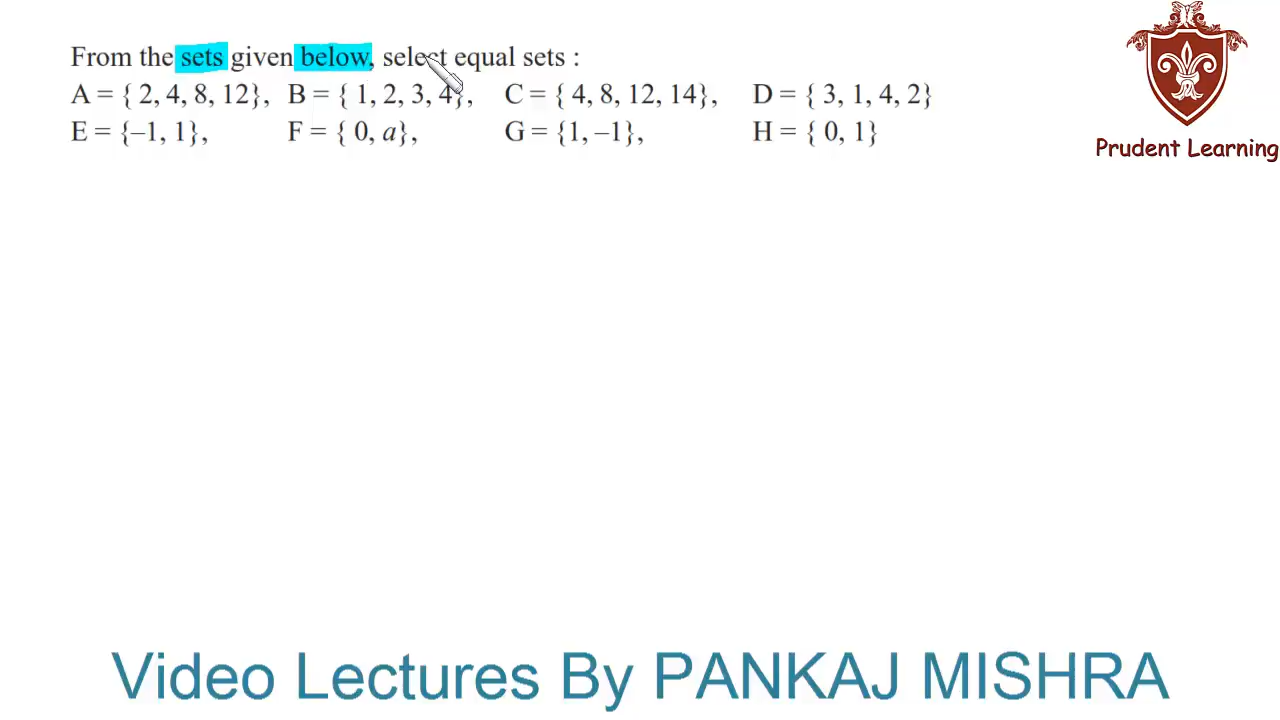 From the sets given below, select equal sets :
A = { 2, 4, 8, 12}, B = { 1, 2, 3, 4}, C = { 4, 8, 12, 14}, D = { 3, 1, 4, 2}
E = {–1, 1}, F = { 0, a}, G = {1, –1}, H = { 0, 1}
Prudent Learning
Video Lectures By PANKAJ MISHRA